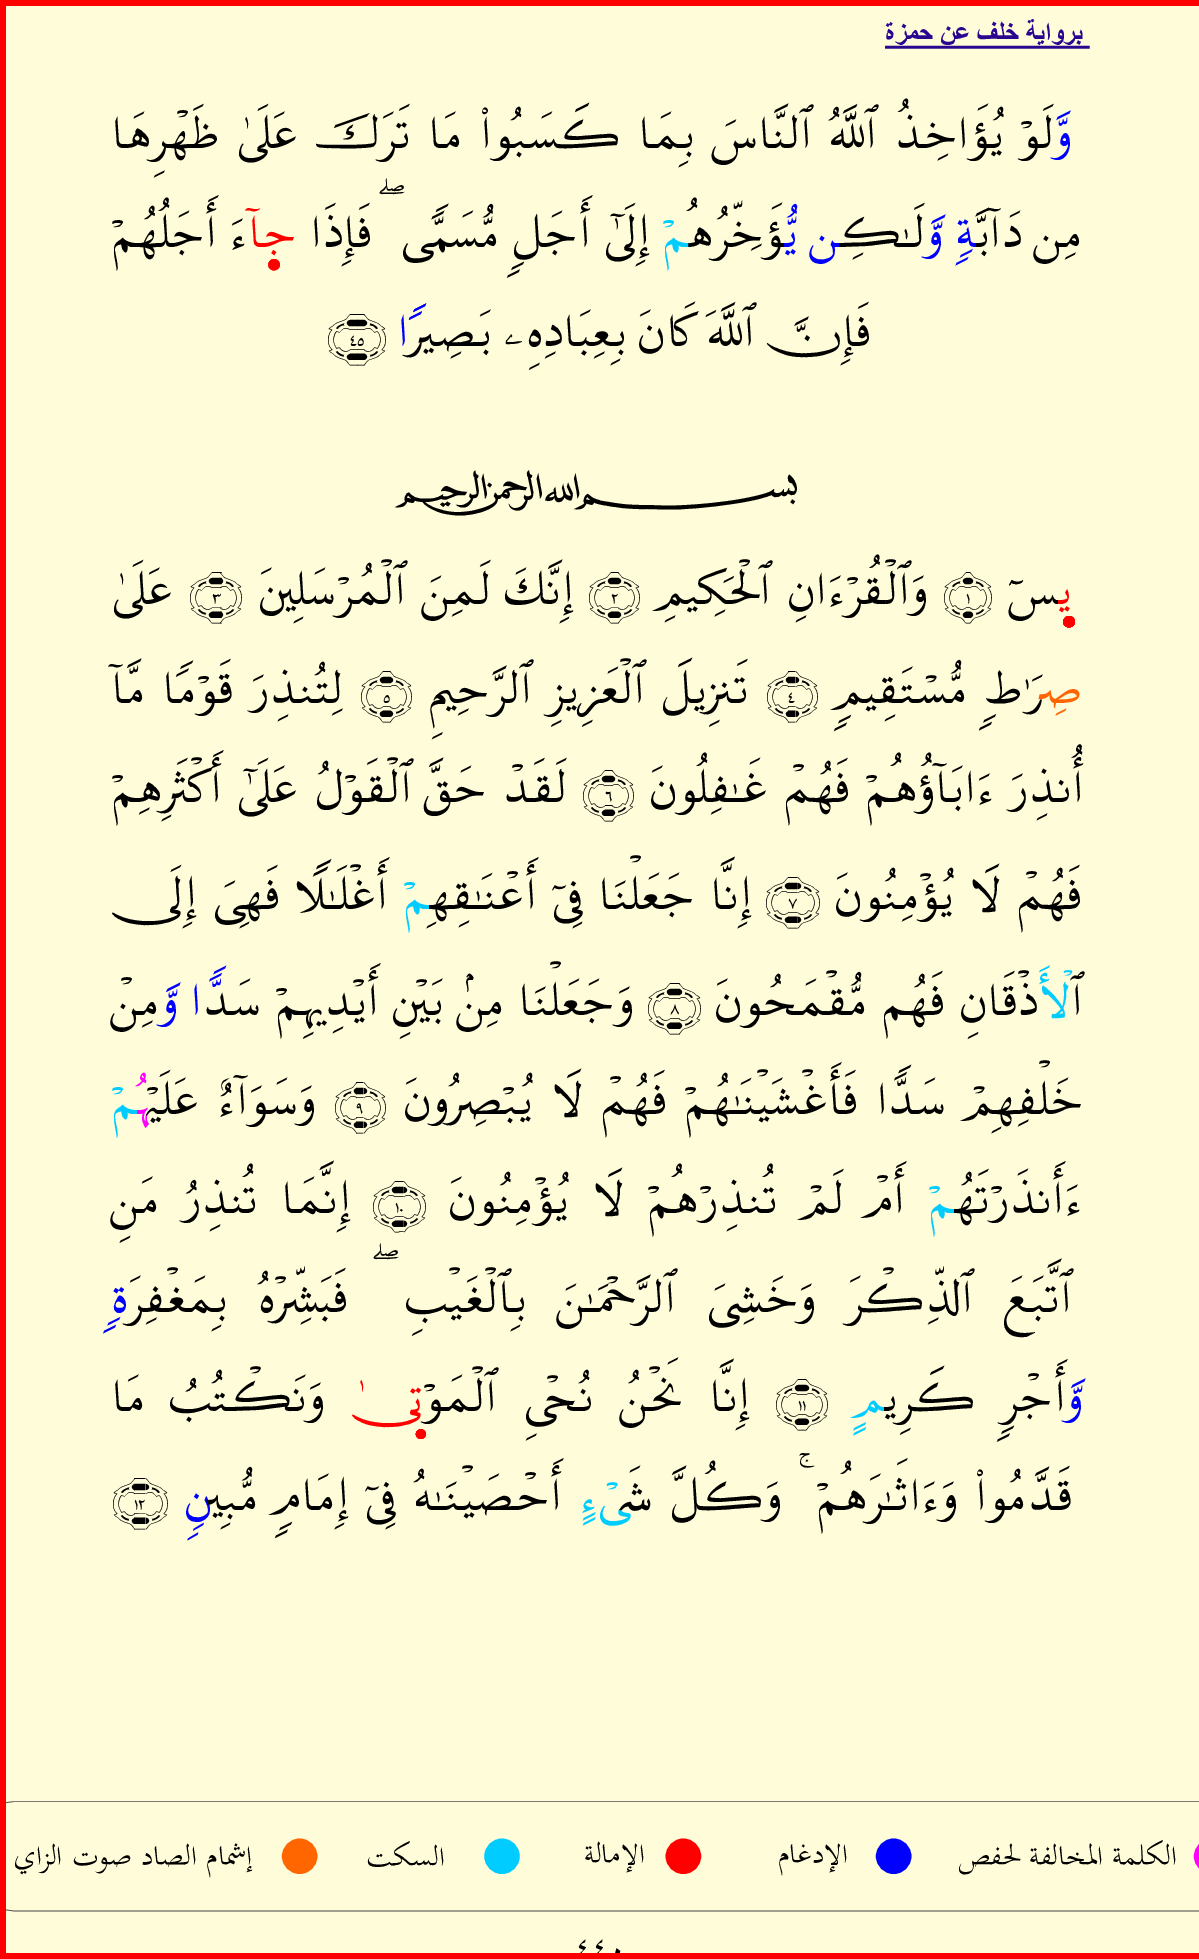 برواية خلف عن حمزة
وَّلَوۡ يُؤَاخِذُ ٱللَّهُ ٱلنَّاسَ بِمَا كَسَبُواْ مَا تَرَكَ عَلَىٰ ظَهۡرِهَا
مِن دَآبَّةٖ وَّلَٰكِن يُّؤَخِّرُهُمۡ إِلَىٰٓ أَجَلٖ مُّسَمّٗىۖ فَإِذَا جَآءَ أَجَلُهُمۡ
فَإِنَّ ٱللَّهَ كَانَ بِعِبَادِهِۦ بَصِيرٗا ٤٥
بسم الله الرحمن الرحيم
يسٓ ١ وَٱلۡقُرۡءَانِ ٱلۡحَكِيمِ ٢ إِنَّكَ لَمِنَ ٱلۡمُرۡسَلِينَ ٣ عَلَىٰ
صِرَٰطٖ مُّسۡتَقِيمٖ ٤ تَنزِيلَ ٱلۡعَزِيزِ ٱلرَّحِيمِ ٥ لِتُنذِرَ قَوۡمٗا مَّآ
أُنذِرَ ءَابَآؤُهُمۡ فَهُمۡ غَٰفِلُونَ ٦ لَقَدۡ حَقَّ ٱلۡقَوۡلُ عَلَىٰٓ أَكۡثَرِهِمۡ
فَهُمۡ لَا يُؤۡمِنُونَ ٧ إِنَّا جَعَلۡنَا فِيٓ أَعۡنَٰقِهِمۡ أَغۡلَٰلٗا فَهِيَ إِلَى
ٱلۡأَذۡقَانِ فَهُم مُّقۡمَحُونَ ٨ وَجَعَلۡنَا مِنۢ بَيۡنِ أَيۡدِيهِمۡ سَدّٗا وَّمِنۡ
خَلۡفِهِمۡ سَدّٗا فَأَغۡشَيۡنَٰهُمۡ فَهُمۡ لَا يُبۡصِرُونَ ٩ وَسَوَآءٌ عَلَيۡهُمۡ
ءَأَنذَرۡتَهُمۡ أَمۡ لَمۡ تُنذِرۡهُمۡ لَا يُؤۡمِنُونَ ١٠ إِنَّمَا تُنذِرُ مَنِ
ٱتَّبَعَ ٱلذِّكۡرَ وَخَشِيَ ٱلرَّحۡمَٰنَ بِٱلۡغَيۡبِۖ فَبَشِّرۡهُ بِمَغۡفِرَةٖ
وَّأَجۡرٖ كَرِيمٍ ١١ إِنَّا نَحۡنُ نُحۡيِ ٱلۡمَوۡتَىٰ وَنَكۡتُبُ مَا
قَدَّمُواْ وَءَاثَٰرَهُمۡۚ وَكُلَّ شَيۡءٍ أَحۡصَيۡنَٰهُ فِيٓ إِمَامٖ مُّبِينٖ ١٢
الكلمة المخالفة لحفص الإدغام الإمالة السكت إشمام الصاد صوت الزاي
٤٤٠